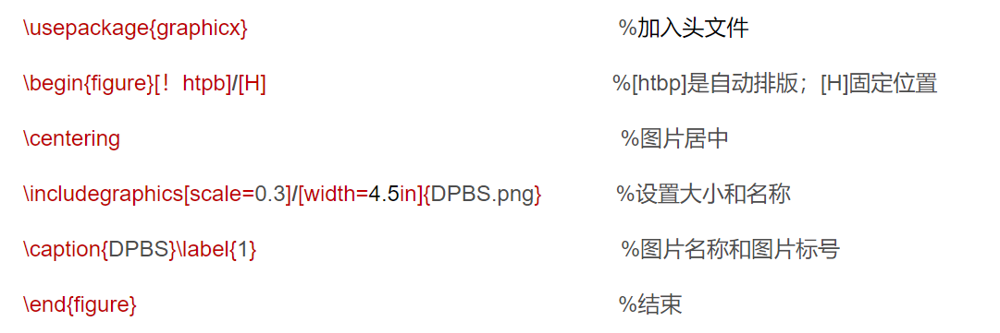 \usepackage{graphicx} %加入头文件
\begin{figure}[！htpb]/[H] %[htbp]是自动排版；[H]固定位置
\centering %图片居中
\includegraphics[scale=0.3]/[width=4.5in]{DPBS.png} %设置大小和名称
\caption{DPBS}\label{1} %图片名称和图片标号
\end{figure} %结束